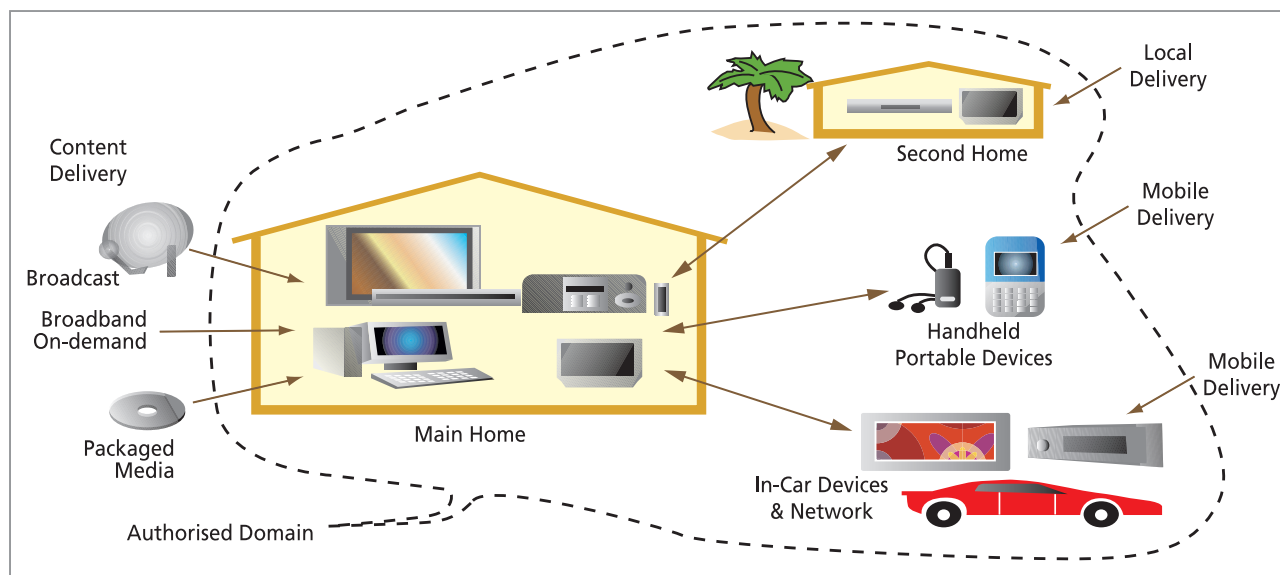 Content
Delivery
Broadcast
Broadband
On-demand
Packaged
Media
Authorised Domain
Main Home
Second Home
Local
Delivery
Mobile
Delivery
Handheld
Portable Devices
Mobile
Delivery
In-Car Devices
& Network